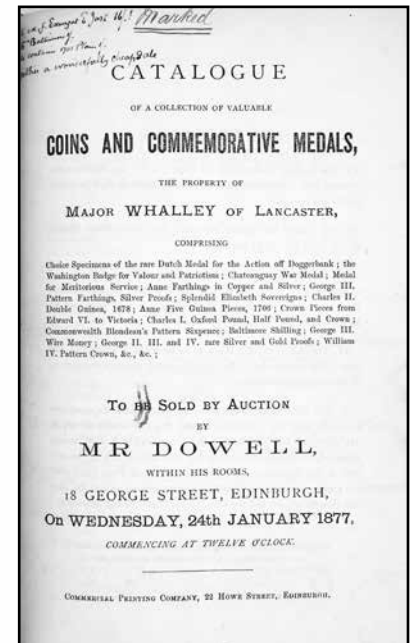 Marked
CATALOGUE
OF A COLLECTION OF VALUABLE
COINS AND COMMEMORATIVE MEDALS,
THE PROPERTY OF
MAJOR WHALLEY OF LANCASTER,
COMPRISING
Choice Specimens of the rare Dutch Medal for the Action off Doggerbank ; the
Washington Badge for Valour and Patriotism ; Chateauguay War Medal ; Medal
for Meritorious Service ; Anne Farthings in Copper and Silver ; George III.
Pattern Farthings, Silver Proofs ; Splendid Elizabeth Sovereigns ; Charles II.
Double Guinea, 1678 ; Anne Five Guinea Pieces, 1706 ; Crown Pieces from
Edward VI. to Victoria ; Charles I. Oxford Pound, Half Pound, and Crown ;
Commonwealth Blondeau's Pattern Sixpence ; Baltimore Shilling ; George III.
Wire Money ; George II. III. and IV. rare Silver and Gold Proofs ; William
IV. Pattern Crown, &c., &c. ;
TO BE SOLD BY AUCTION
BY
MR DOWELL,
WITHIN HIS ROOMS,
18 GEORGE STREET, EDINBURGH,
On WEDNESDAY, 24th JANUARY 1877,
COMMENCING AT TWELVE O'CLOCK.
COMMERCIAL PRINTING COMPANY, 22 HOWE STREET, EDINBURGH.